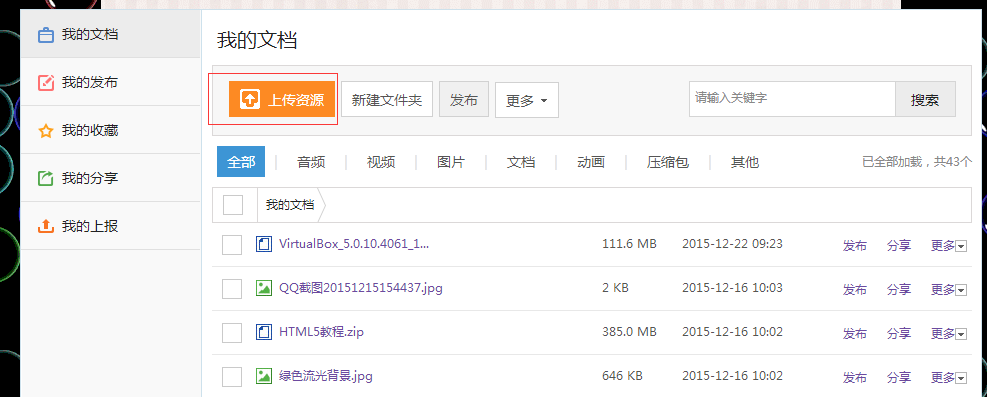 我的文档
我的发布
我的收藏
我的分享
我的上报
我的文档
上传资源 新建文件夹 发布 更多 请输入关键字 搜索
全部 音频 视频 图片 文档 动画 压缩包 其他 已全部加载，共43个
我的文档
VirtualBox_5.0.10.4061_1... 111.6 MB 2015-12-22 09:23 发布 分享 更多
QQ截图20151215154437.jpg 2 KB 2015-12-16 10:03 发布 分享 更多
HTML5教程.zip 385.0 MB 2015-12-16 10:02 发布 分享 更多
绿色流光背景.jpg 646 KB 2015-12-16 10:02 发布 分享 更多